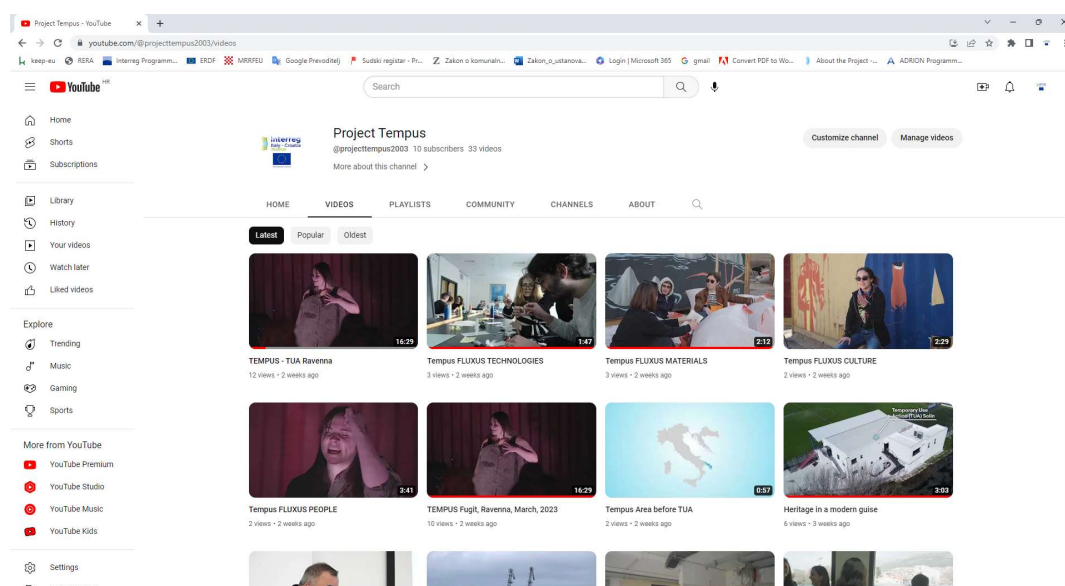 Project Tempus - YouTube
youtube.com/@projecttempus2003/videos
keep-eu RERA Interreg Programm... ERDF MRRFEU Google Prevoditelj Sudski registar - Pr... Zakon o komunaln... Zakon_o_ustanova... Login | Microsoft 365 gmail Convert PDF to Wo... About the Project -... ADRION Programm...
YouTube HR
Search
Home
Shorts
Subscriptions
Library
History
Your videos
Watch later
Liked videos
Explore
Trending
Music
Gaming
Sports
More from YouTube
YouTube Premium
YouTube Studio
YouTube Music
YouTube Kids
Settings
interreg
Italy - Croatia
Project Tempus
@projecttempus2003 10 subscribers 33 videos
More about this channel
Customize channel Manage videos
HOME VIDEOS PLAYLISTS COMMUNITY CHANNELS ABOUT
Latest Popular Oldest
16:29 1:47 2:12 2:29
TEMPUS - TUA Ravenna Tempus FLUXUS TECHNOLOGIES Tempus FLUXUS MATERIALS Tempus FLUXUS CULTURE
12 views • 2 weeks ago 3 views • 2 weeks ago 3 views • 2 weeks ago 2 views • 2 weeks ago
Temporary Use
(TUA) Solin
3:41 16:29 0:57 3:03
Tempus FLUXUS PEOPLE TEMPUS Fugit, Ravenna, March, 2023 Tempus Area before TUA Heritage in a modern guise
2 views • 2 weeks ago 10 views • 2 weeks ago 2 views • 2 weeks ago 6 views • 3 weeks ago